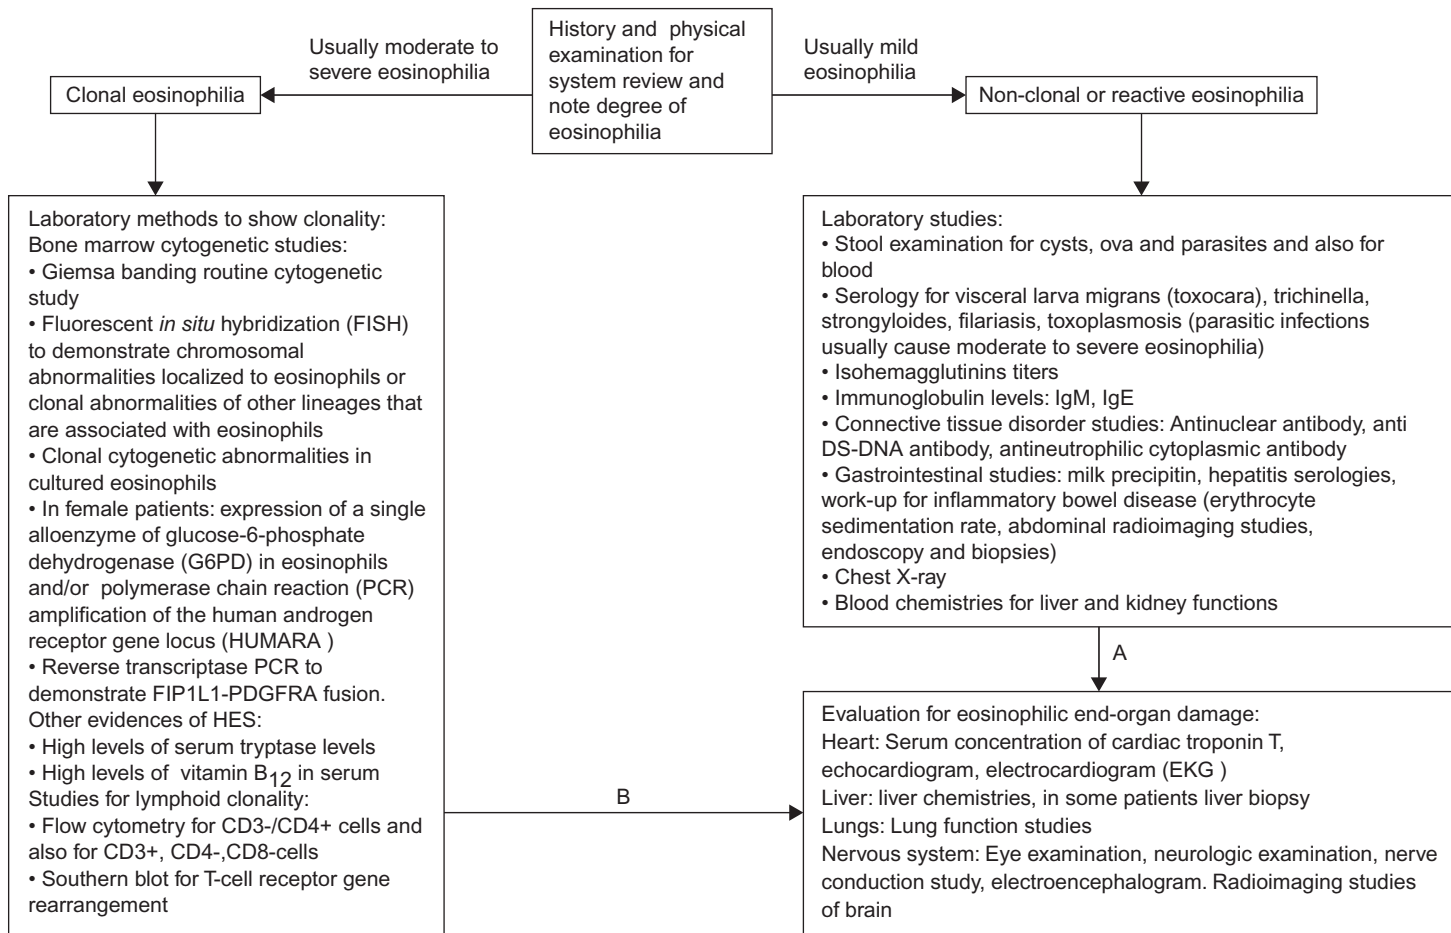 History and physical
examination for
system review and
note degree of
eosinophilia
Usually moderate to
severe eosinophilia
Usually mild
eosinophilia
Clonal eosinophilia
Non-clonal or reactive eosinophilia
Laboratory methods to show clonality:
Bone marrow cytogenetic studies:
• Giemsa banding routine cytogenetic
study
• Fluorescent in situ hybridization (FISH)
to demonstrate chromosomal
abnormalities localized to eosinophils or
clonal abnormalities of other lineages that
are associated with eosinophils
• Clonal cytogenetic abnormalities in
cultured eosinophils
• In female patients: expression of a single
alloenzyme of glucose-6-phosphate
dehydrogenase (G6PD) in eosinophils
and/or polymerase chain reaction (PCR)
amplification of the human androgen
receptor gene locus (HUMARA )
• Reverse transcriptase PCR to
demonstrate FIP1L1-PDGFRA fusion.
Other evidences of HES:
• High levels of serum tryptase levels
• High levels of vitamin B12 in serum
Studies for lymphoid clonality:
• Flow cytometry for CD3-/CD4+ cells and
also for CD3+, CD4-,CD8-cells
• Southern blot for T-cell receptor gene
rearrangement
Laboratory studies:
• Stool examination for cysts, ova and parasites and also for
blood
• Serology for visceral larva migrans (toxocara), trichinella,
strongyloides, filariasis, toxoplasmosis (parasitic infections
usually cause moderate to severe eosinophilia)
• Isohemagglutinins titers
• Immunoglobulin levels: IgM, IgE
• Connective tissue disorder studies: Antinuclear antibody, anti
DS-DNA antibody, antineutrophilic cytoplasmic antibody
• Gastrointestinal studies: milk precipitin, hepatitis serologies,
work-up for inflammatory bowel disease (erythrocyte
sedimentation rate, abdominal radioimaging studies,
endoscopy and biopsies)
• Chest X-ray
• Blood chemistries for liver and kidney functions
A
B
Evaluation for eosinophilic end-organ damage:
Heart: Serum concentration of cardiac troponin T,
echocardiogram, electrocardiogram (EKG )
Liver: liver chemistries, in some patients liver biopsy
Lungs: Lung function studies
Nervous system: Eye examination, neurologic examination, nerve
conduction study, electroencephalogram. Radioimaging studies
of brain